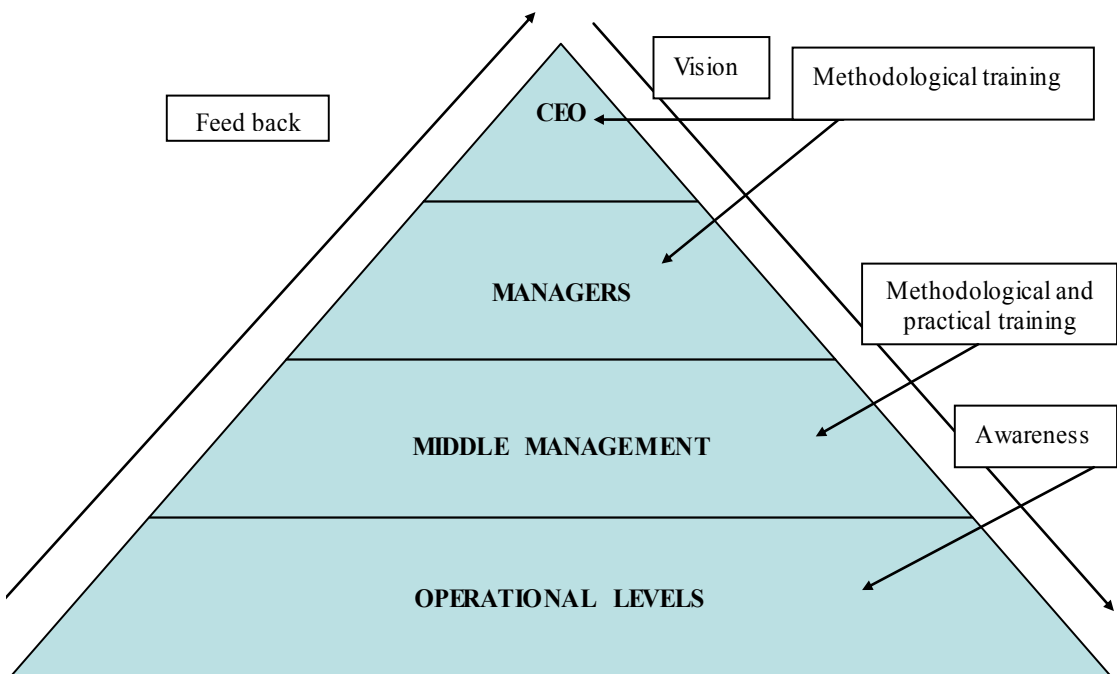 Vision
Methodological training
Feed back
CEO
MANAGERS
Methodological and
practical training
MIDDLE MANAGEMENT
Awareness
OPERATIONAL LEVELS